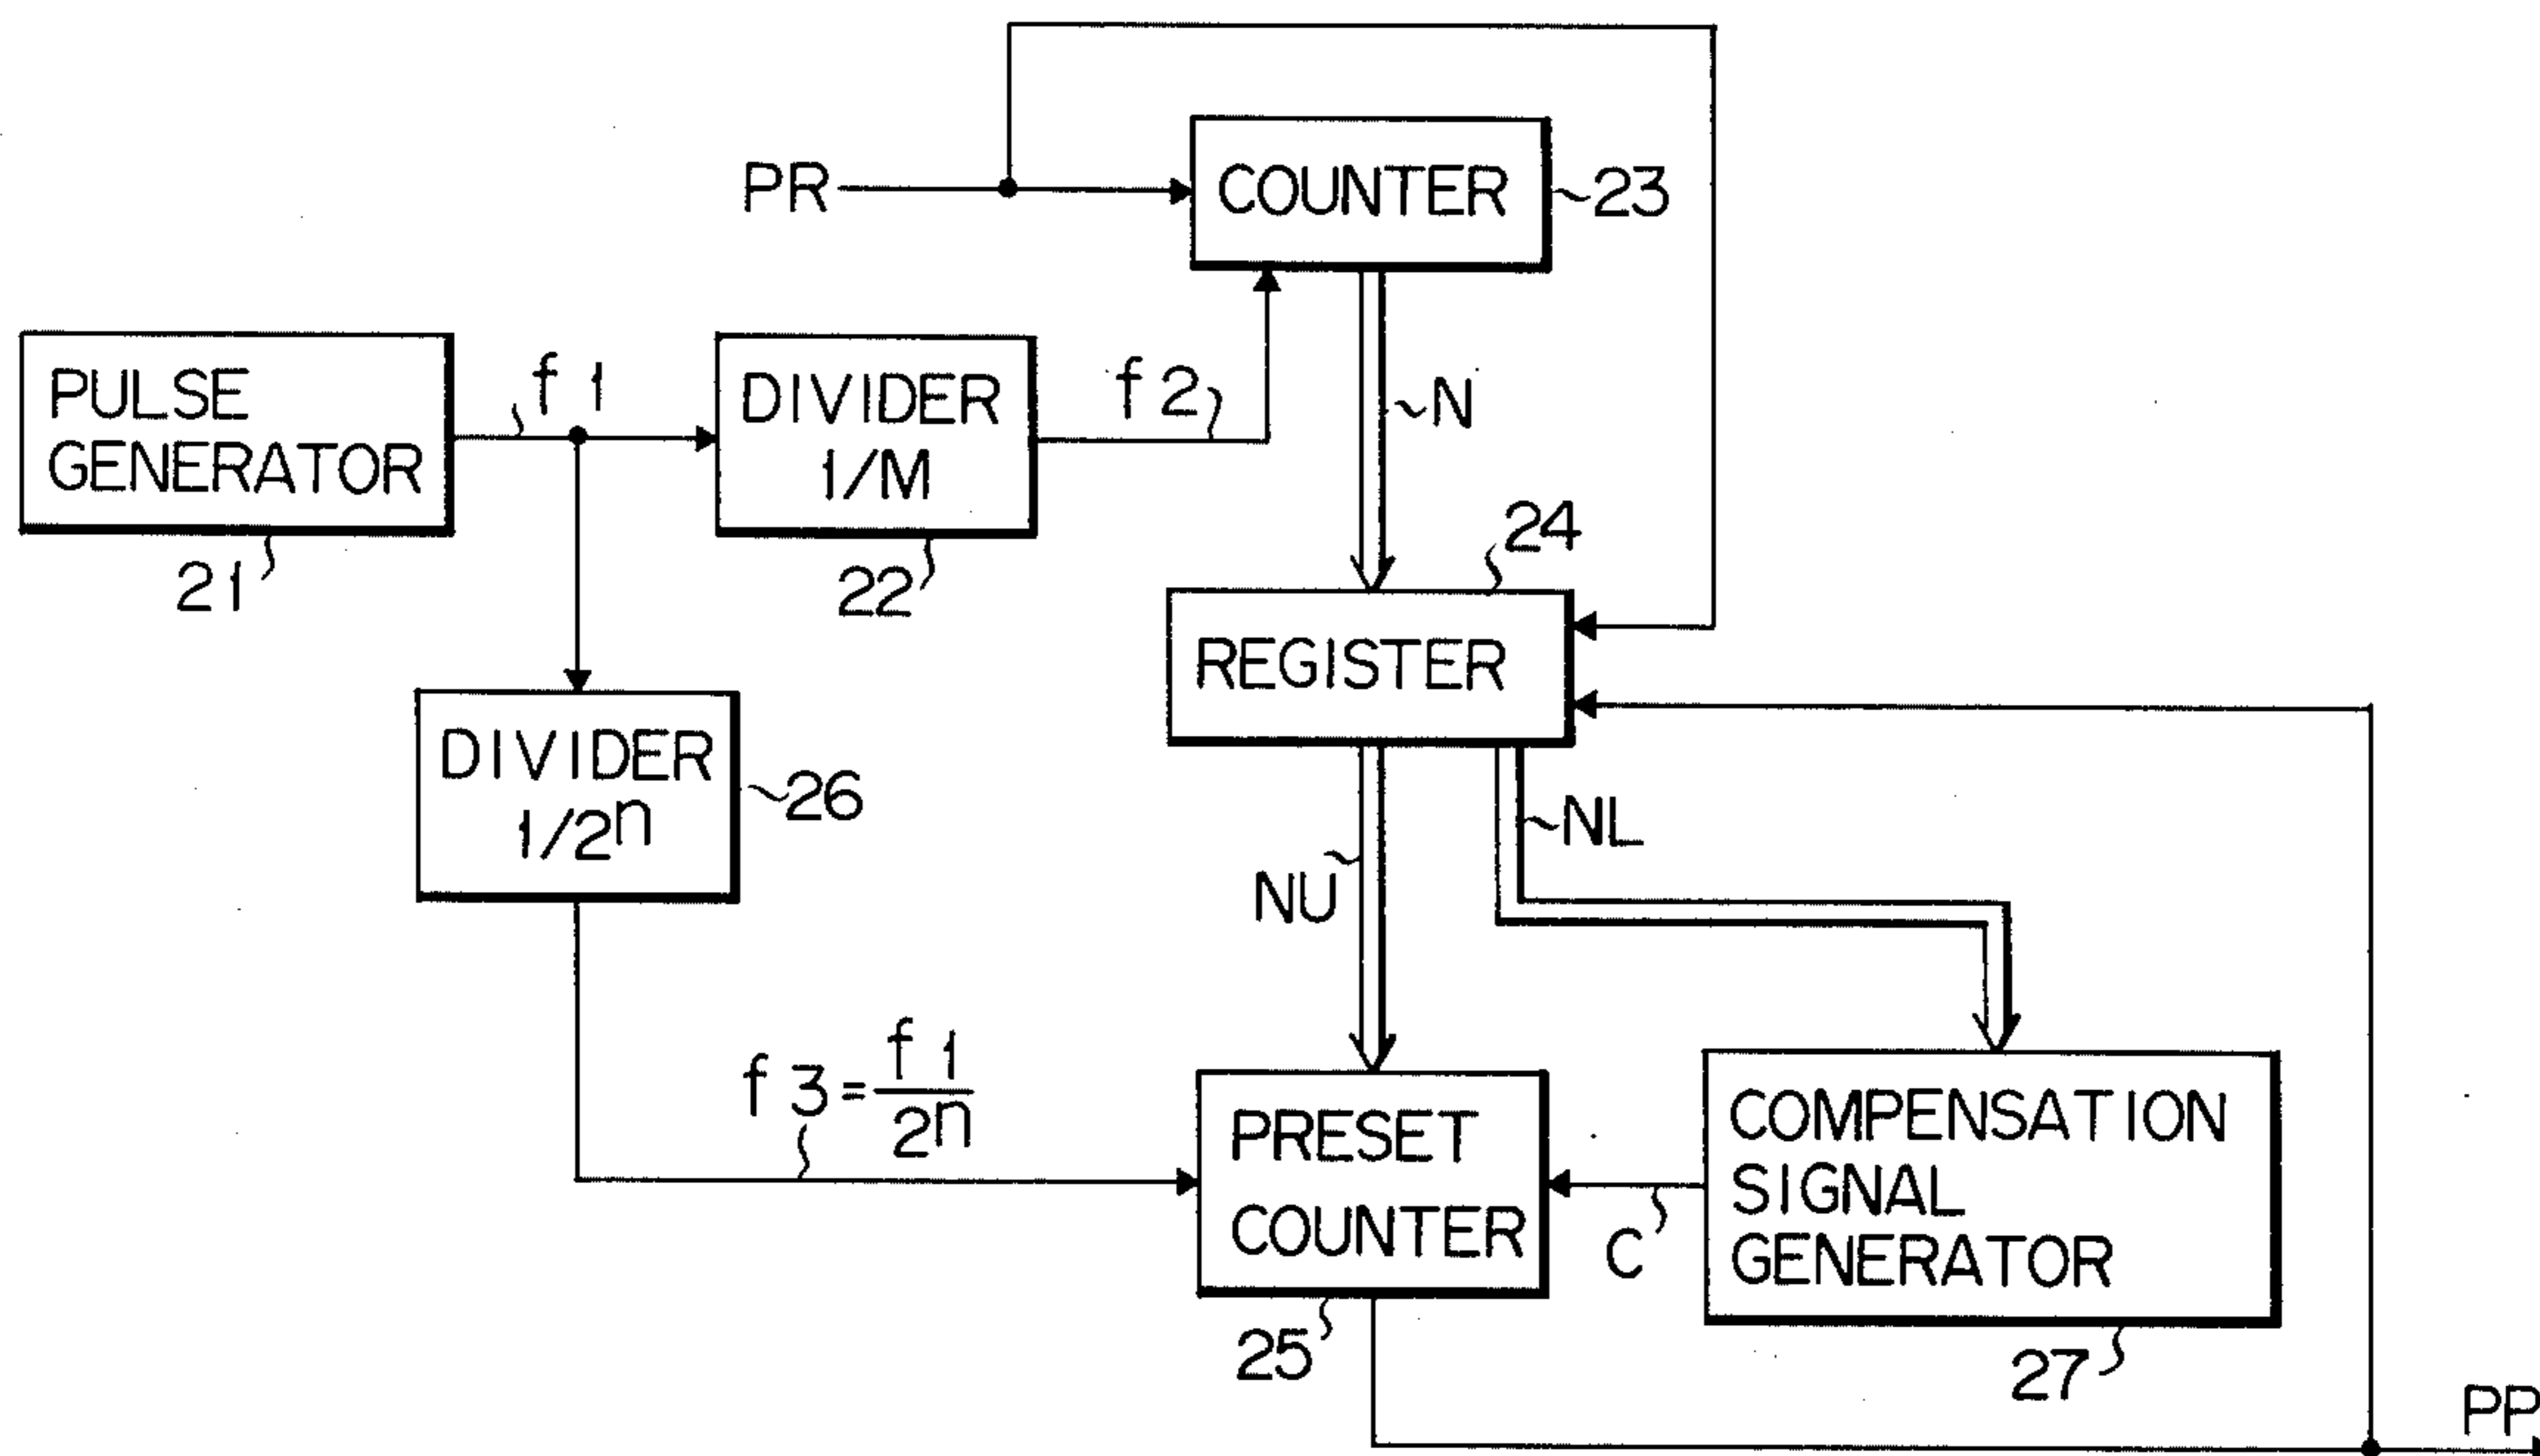 PR
COUNTER
23
PULSE
GENERATOR
21
f1
DIVIDER
1/M
22
f2
N
24
REGISTER
DIVIDER
1/2ⁿ
26
NU
NL
f3 = f1/2ⁿ
PRESET
COUNTER
25
C
COMPENSATION
SIGNAL
GENERATOR
27
PP